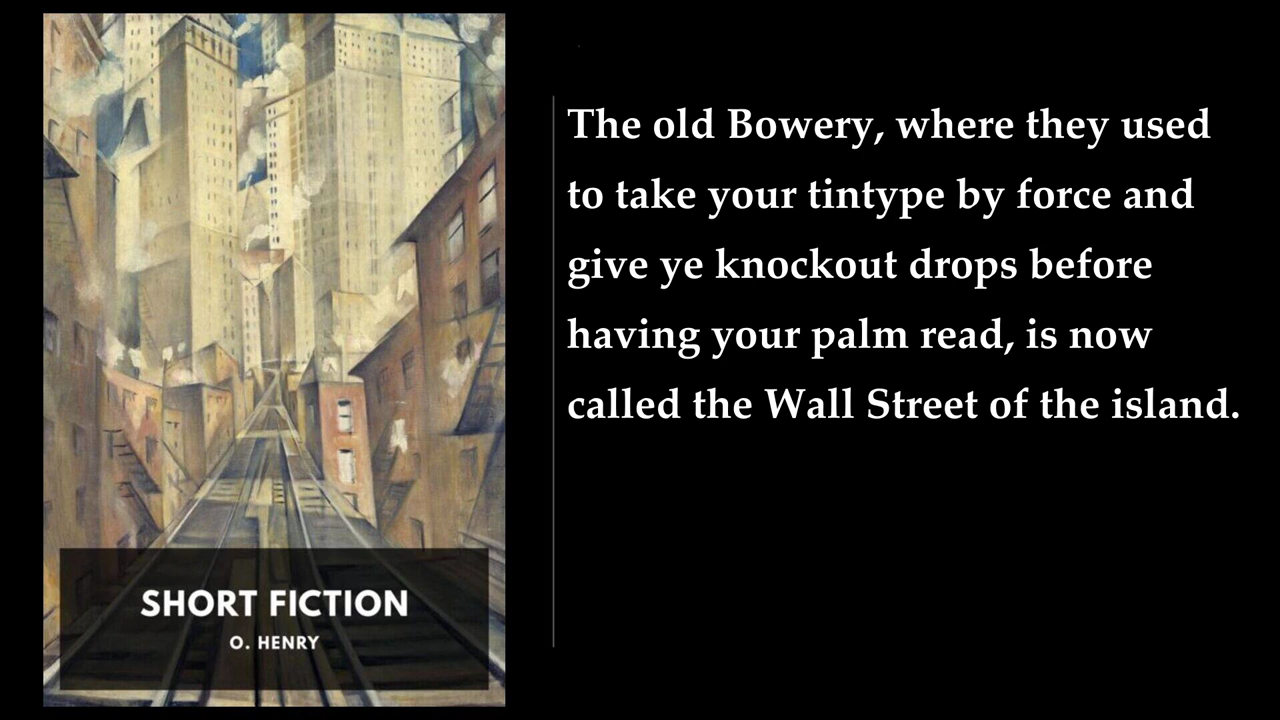 The old Bowery, where they used
to take your tintype by force and
give ye knockout drops before
having your palm read, is now
called the Wall Street of the island.
SHORT FICTION
O. HENRY